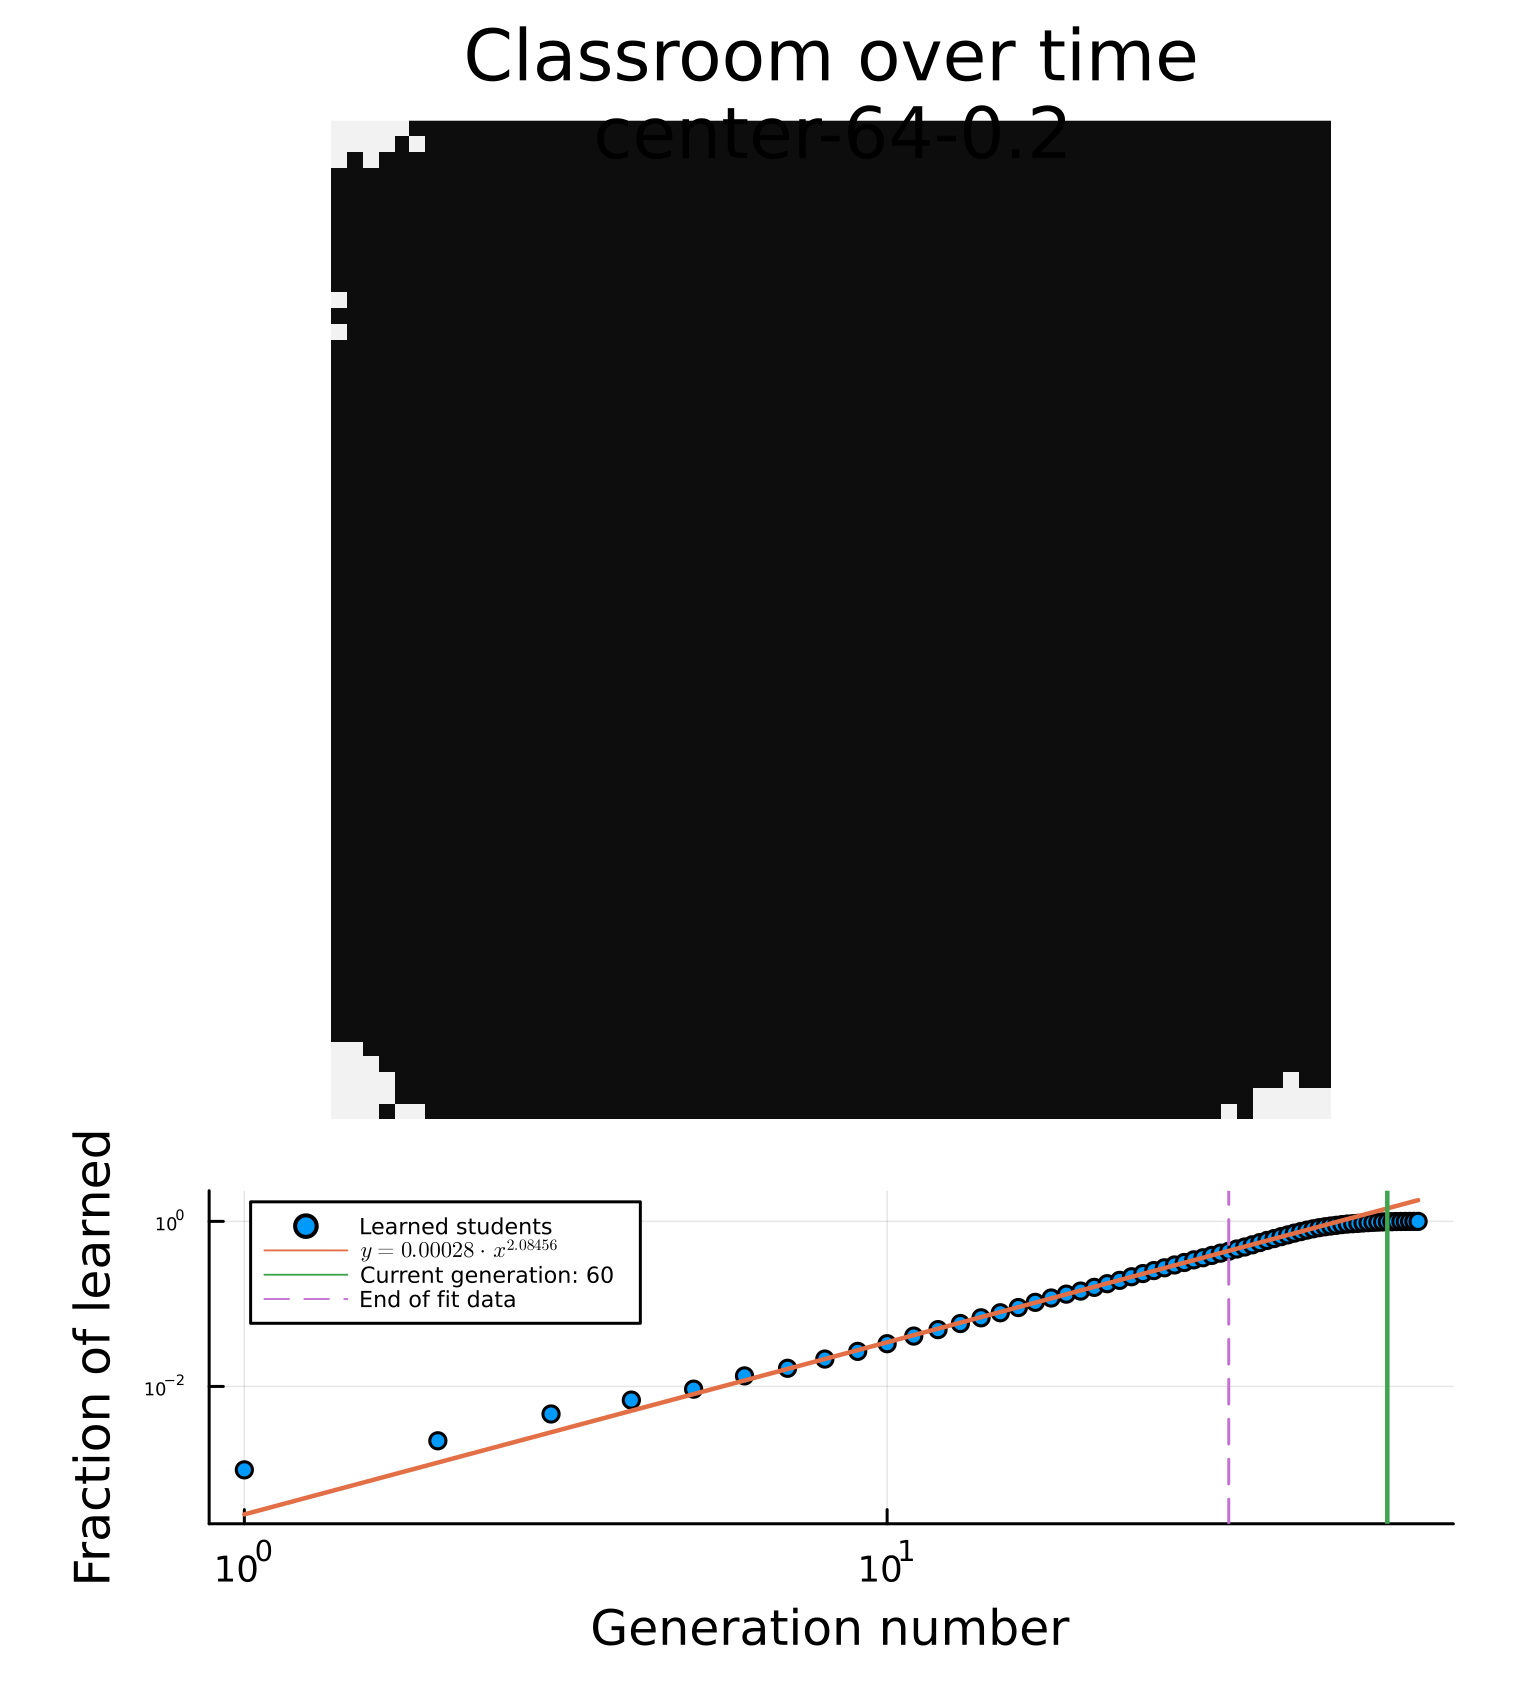 Classroom over time
center-64-0.2
Fraction of learned
10⁰
10⁻²
Learned students
y = 0.00028 · x^2.08456
Current generation: 60
End of fit data
10⁰
10¹
Generation number